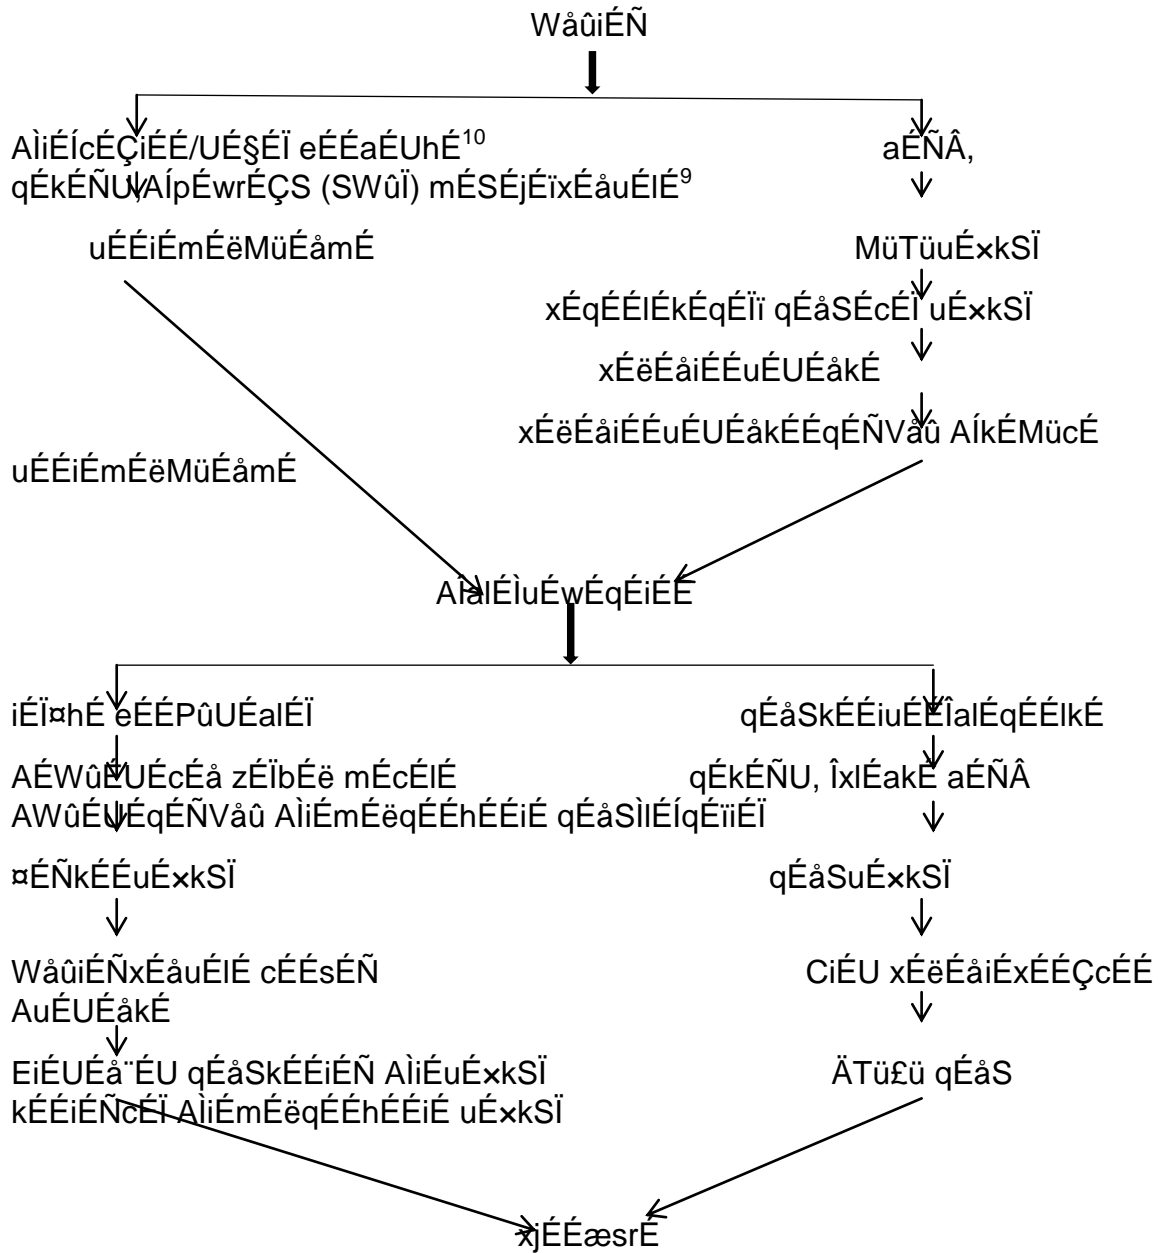 WåûiÉÑ
AÌiÉÍcÉÇiÉÉ/UÉ§ÉÏ eÉÉaÉUhÉ10
aÉÑÂ,
qÉkÉÑU,AÍpÉwrÉÇS (SWûÏ) mÉSÉjÉïxÉåuÉlÉ9
uÉÉiÉmÉëMüÉåmÉ
MüTüuÉ×kSÏ
xÉqÉÉlÉkÉqÉÏï qÉåSÉcÉÏ uÉ×kSÏ
xÉëÉåiÉÉuÉUÉåkÉ
xÉëÉåiÉÉuÉUÉåkÉÉqÉÑVåû AÍkÉMücÉ
uÉÉiÉmÉëMüÉåmÉ
AÎalÉÌuÉwÉqÉiÉÉ
iÉÏ¤hÉ eÉÉPûUÉalÉÏ
qÉåSkÉÉiuÉÉÎalÉqÉÉlkÉ
AÉWûÉUÉcÉå zÉÏbÉë mÉcÉlÉ
qÉkÉÑU, ÎxlÉakÉ aÉÑÂ
AWûÉUÉqÉÑVåû AÌiÉmÉëqÉÉhÉÉiÉ qÉåSÌlÉÍqÉïiÉÏ
¤ÉÑkÉÉuÉ×kSÏ
qÉåSuÉ×kSÏ
WåûiÉÑxÉåuÉlÉ cÉÉsÉÑ
CiÉU xÉëÉåiÉxÉÉÇcÉÉ
AuÉUÉåkÉ
EiÉUÉå¨ÉU qÉåSkÉÉiÉÑ AÌiÉuÉ×kSÏ
ÄTü£ü qÉåS
kÉÉiÉÑcÉÏ AÌiÉmÉëqÉÉhÉÉiÉ uÉ×kSÏ
xjÉÉæsrÉ